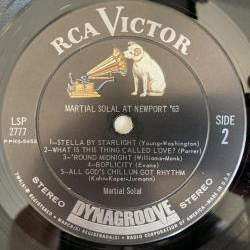 RCA VICTOR
MARTIAL SOLAL AT NEWPORT '63
LSP
2777
SIDE
2
1-STELLA BY STARLIGHT (Young-Washington)
2-WHAT IS THIS THING CALLED LOVE? (Porter)
3-'ROUND MIDNIGHT (Williams-Monk)
4-BOPLICITY (Evans)
5-ALL GOD'S CHILLUN GOT RHYTHM
(Kahn-Kaper-Jurmann)
Martial Solal
STEREO
DYNAGROOVE
STEREO